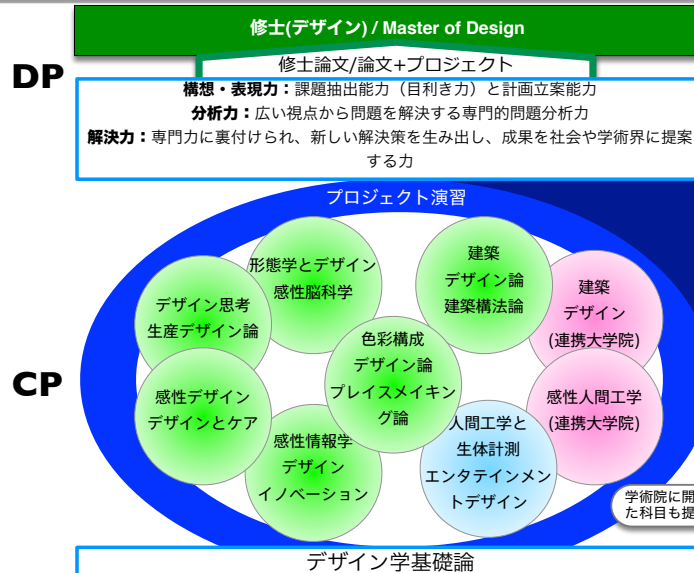 修士(デザイン) / Master of Design
DP
修士論文/論文+プロジェクト
構想・表現力：課題抽出能力（目利き力）と計画立案能力
分析力：広い視点から問題を解決する専門的問題分析力
解決力：専門力に裏付けられ、新しい解決策を生み出し、成果を社会や学術界に提案
する力
プロジェクト演習
CP
形態学とデザイン
感性脳科学
建築
デザイン論
建築構法論
デザイン思考
生産デザイン論
建築
デザイン
(連携大学院)
色彩構成
デザイン論
プレイスメイキン
グ論
感性デザイン
デザインとケア
感性人間工学
(連携大学院)
感性情報学
デザイン
イノベーション
人間工学と
生体計測
エンタテインメン
トデザイン
学術院に開
た科目も提
デザイン学基礎論